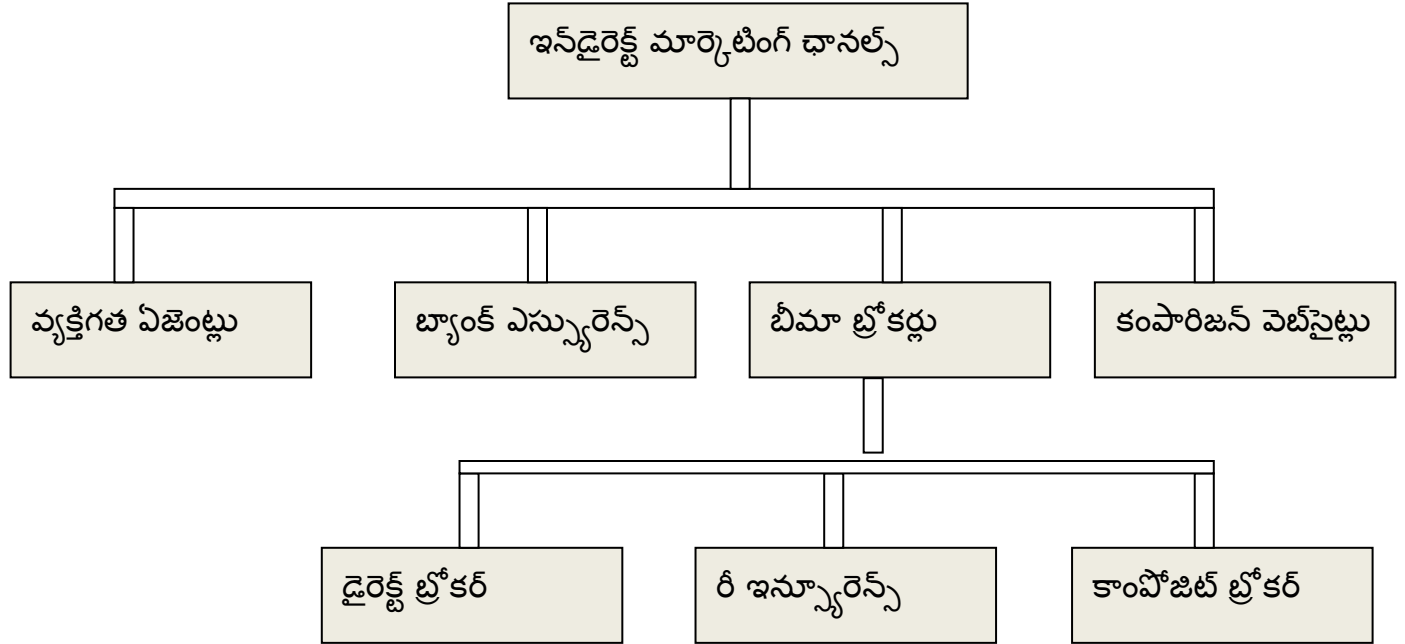 ఇన్‌డైరెక్ట్ మార్కెటింగ్ ఛానల్స్
వ్యక్తిగత ఏజెంట్లు
బ్యాంక్ ఎస్స్యురెన్స్
బీమా బ్రోకర్లు
కంపారిజన్ వెబ్‌సైట్లు
డైరెక్ట్ బ్రోకర్
రీ ఇన్స్యూరెన్స్
కాంపోజిట్ బ్రోకర్